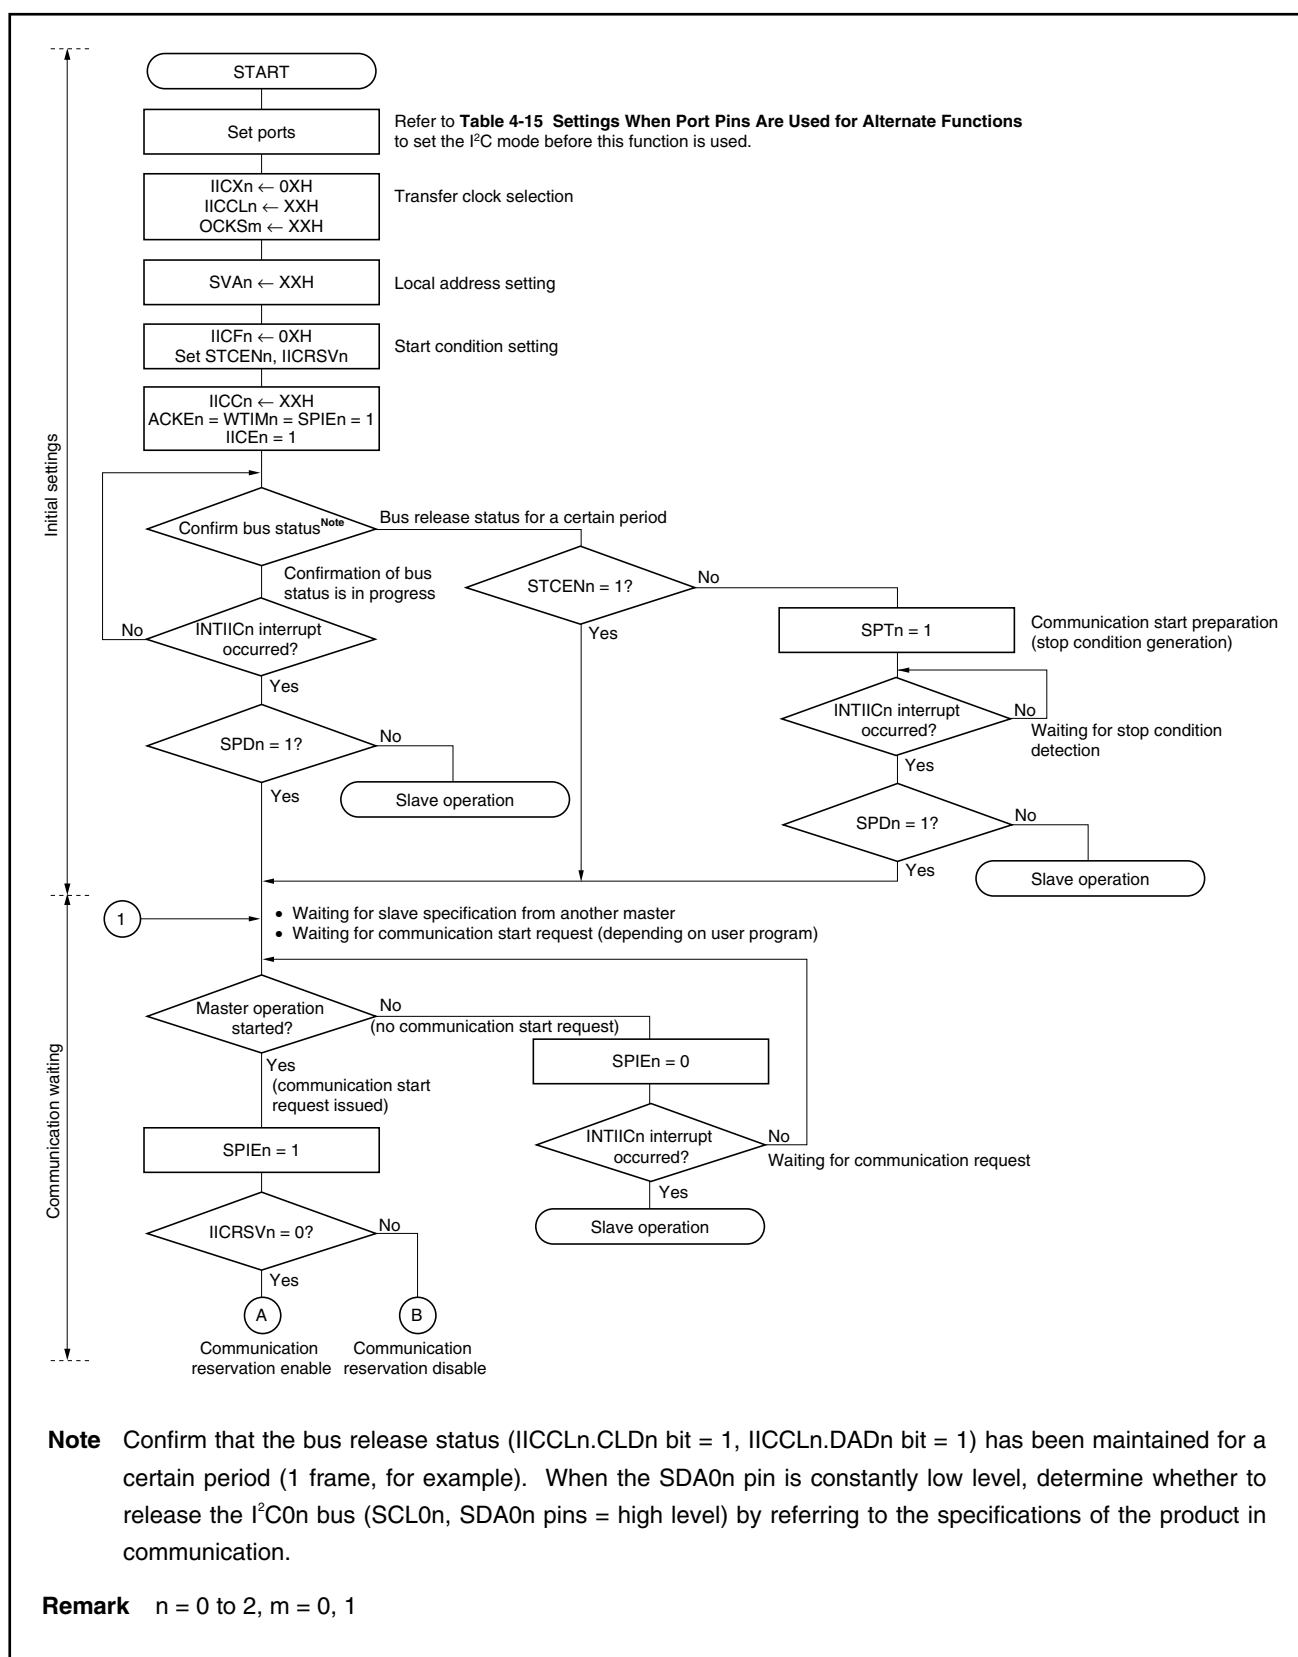 START
Set ports
Refer to Table 4-15 Settings When Port Pins Are Used for Alternate Functions
to set the I²C mode before this function is used.
IICXn ← 0XH
IICCLn ← XXH
OCKSm ← XXH
Transfer clock selection
SVAn ← XXH
Local address setting
IICFn ← 0XH
Set STCENn, IICRSVn
Start condition setting
IICCn ← XXH
ACKEn = WTIMn = SPIEn = 1
IICEn = 1
Initial settings
Confirm bus status^Note
Bus release status for a certain period
Confirmation of bus
status is in progress
STCENn = 1?
No
Yes
SPTn = 1
Communication start preparation
(stop condition generation)
No
INTIICn interrupt
occurred?
Yes
INTIICn interrupt
occurred?
No
Waiting for stop condition
detection
Yes
SPDn = 1?
No
Slave operation
Yes
SPDn = 1?
No
Slave operation
Yes
1
• Waiting for slave specification from another master
• Waiting for communication start request (depending on user program)
Communication waiting
Master operation
started?
No
(no communication start request)
Yes
(communication start
request issued)
SPIEn = 0
SPIEn = 1
INTIICn interrupt
occurred?
No
Waiting for communication request
Yes
Slave operation
IICRSVn = 0?
No
Yes
A
B
Communication
reservation enable
Communication
reservation disable
Note Confirm that the bus release status (IICCLn.CLDn bit = 1, IICCLn.DADn bit = 1) has been maintained for a
certain period (1 frame, for example). When the SDA0n pin is constantly low level, determine whether to
release the I²C0n bus (SCL0n, SDA0n pins = high level) by referring to the specifications of the product in
communication.
Remark n = 0 to 2, m = 0, 1